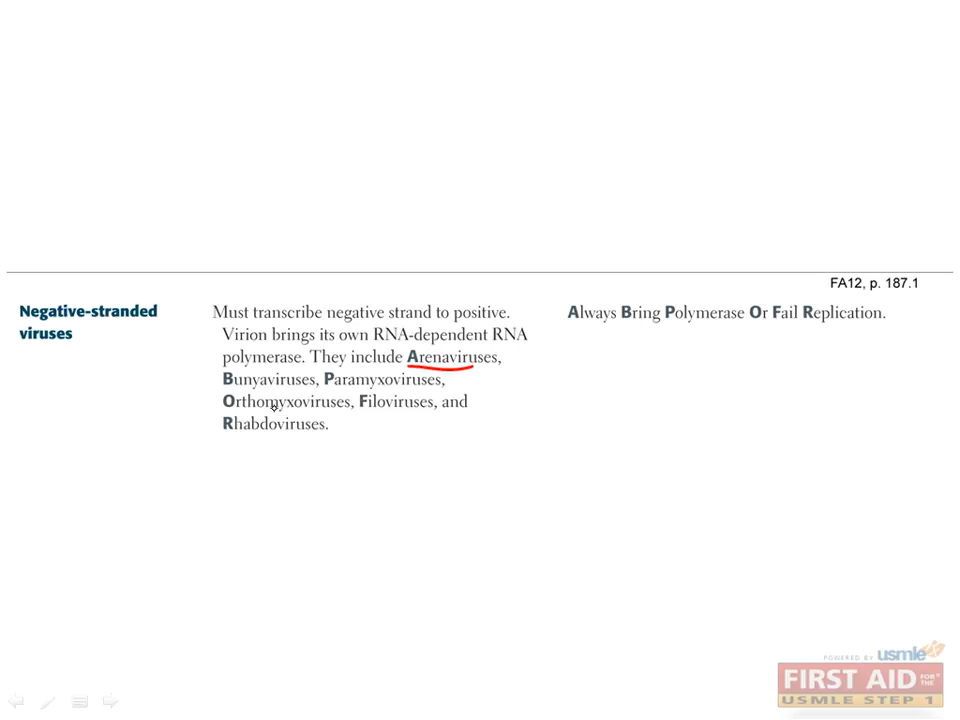 FA12, p. 187.1
Negative-stranded
viruses
Must transcribe negative strand to positive.
Virion brings its own RNA-dependent RNA
polymerase. They include Arenaviruses,
Bunyaviruses, Paramyxoviruses,
Orthomyxoviruses, Filoviruses, and
Rhabdoviruses.
Always Bring Polymerase Or Fail Replication.
POWERED BY usmle
FIRST AID FOR THE
USMLE STEP 1